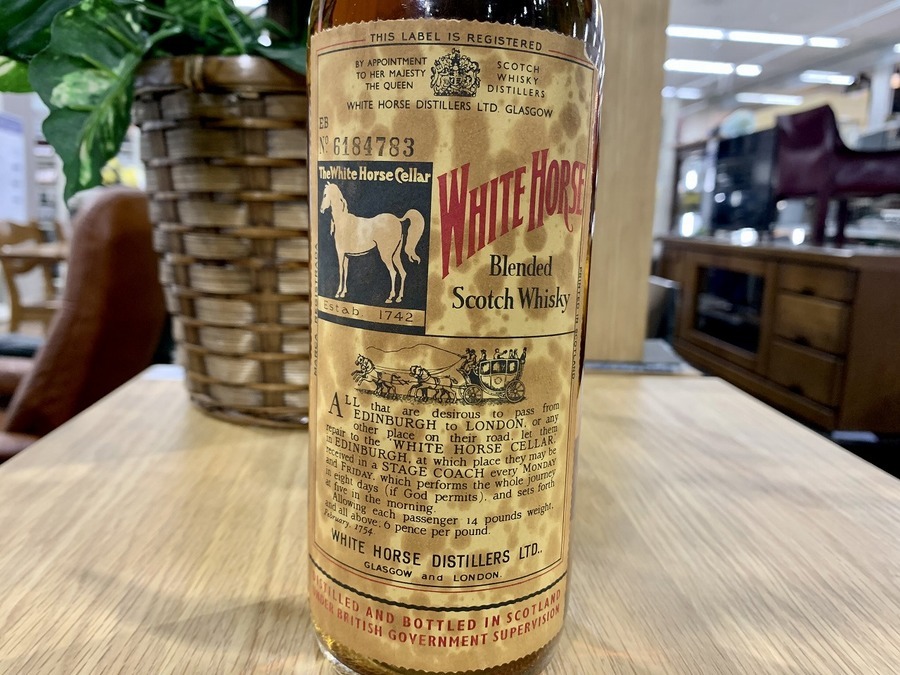 THIS LABEL IS REGISTERED
BY APPOINTMENT
TO HER MAJESTY
THE QUEEN
SCOTCH
WHISKY
DISTILLERS
WHITE HORSE DISTILLERS LTD. GLASGOW
EB
Nº 6184783
The White Horse Cellar
Estab. 1742
WHITE HORSE
Blended
Scotch Whisky
ALL that are desirous to pass from
EDINBURGH to LONDON, or any
other place on their road, let them
repair to the WHITE HORSE CELLAR,
in EDINBURGH, at which place they may be
received in a STAGE COACH every MONDAY
and FRIDAY, which performs the whole journey
in eight days (if God permits), and sets forth
at five in the morning.
Allowing each passenger 14 pounds weight,
and all above, 6 pence per pound.
February, 1754.
WHITE HORSE DISTILLERS LTD.,
GLASGOW and LONDON.
DISTILLED AND BOTTLED IN SCOTLAND
UNDER BRITISH GOVERNMENT SUPERVISION